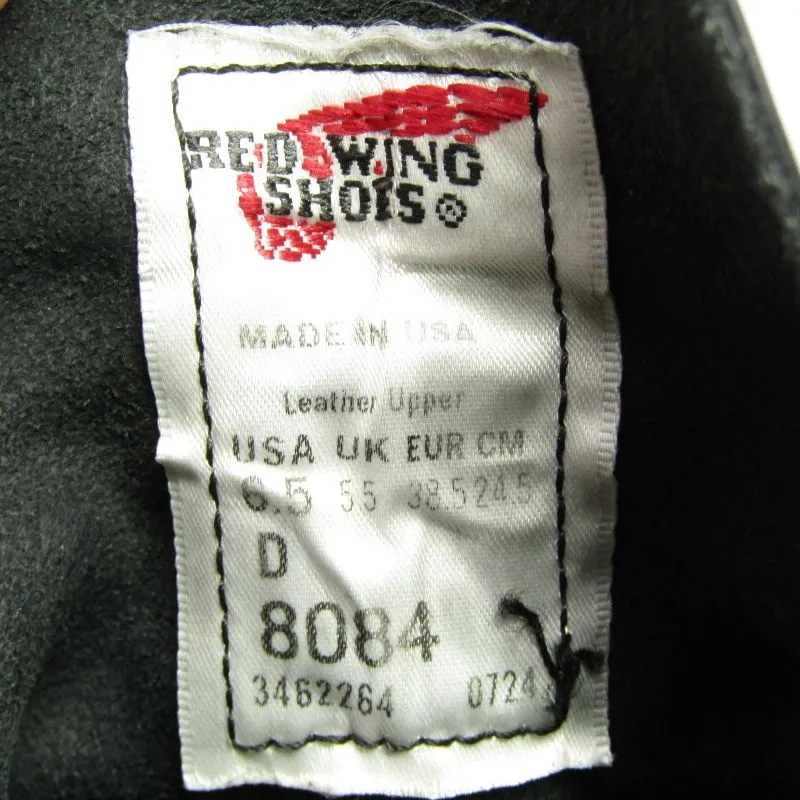 RED WING
SHOES ®
MADE IN USA
Leather Upper
USA UK EUR CM
6.5 5.5 38.5 24.5
D
8084
3462264 0724